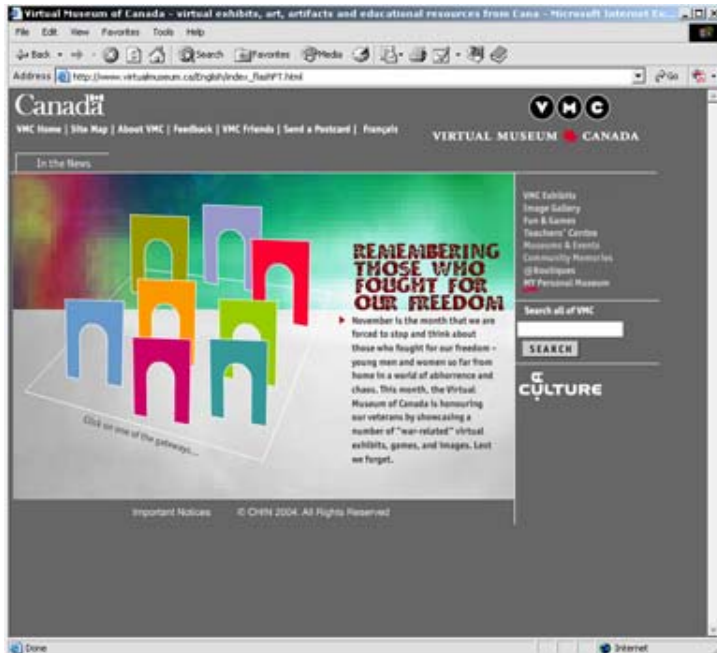 Virtual Museum of Canada - virtual exhibits, art, artifacts and educational resources from Cana - Microsoft Internet Ex...
File Edit View Favorites Tools Help
Back Search Favorites Media
Address http://www.virtualmuseum.ca/English/index_flashFT.html Go
Canada
VMC
VMC Home | Site Map | About VMC | Feedback | VMC Friends | Send a Postcard | Français
VIRTUAL MUSEUM CANADA
In the News
REMEMBERING
THOSE WHO
FOUGHT FOR
OUR FREEDOM
November is the month that we are
forced to stop and think about
those who fought for our freedom -
young men and women so far from
home in a world of abhorrence and
chaos. This month, the Virtual
Museum of Canada is honouring
our veterans by showcasing a
number of "war-related" virtual
exhibits, games, and images. Lest
we forget.
Click on one of the gateways...
VMC Exhibits
Image Gallery
Fun & Games
Teachers' Centre
Museums & Events
Community Memories
@Boutiques
MY Personal Museum
Search all of VMC
SEARCH
CULTURE
Important Notices © CHIN 2004. All Rights Reserved
Done Internet